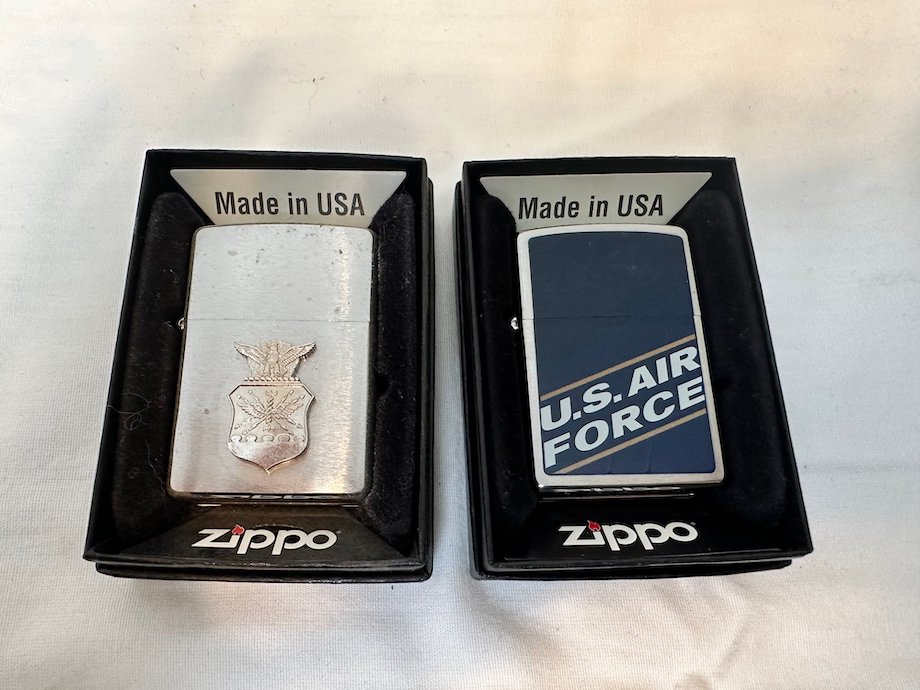 Made in USA
zippo
Made in USA
U.S. AIR
FORCE
zippo